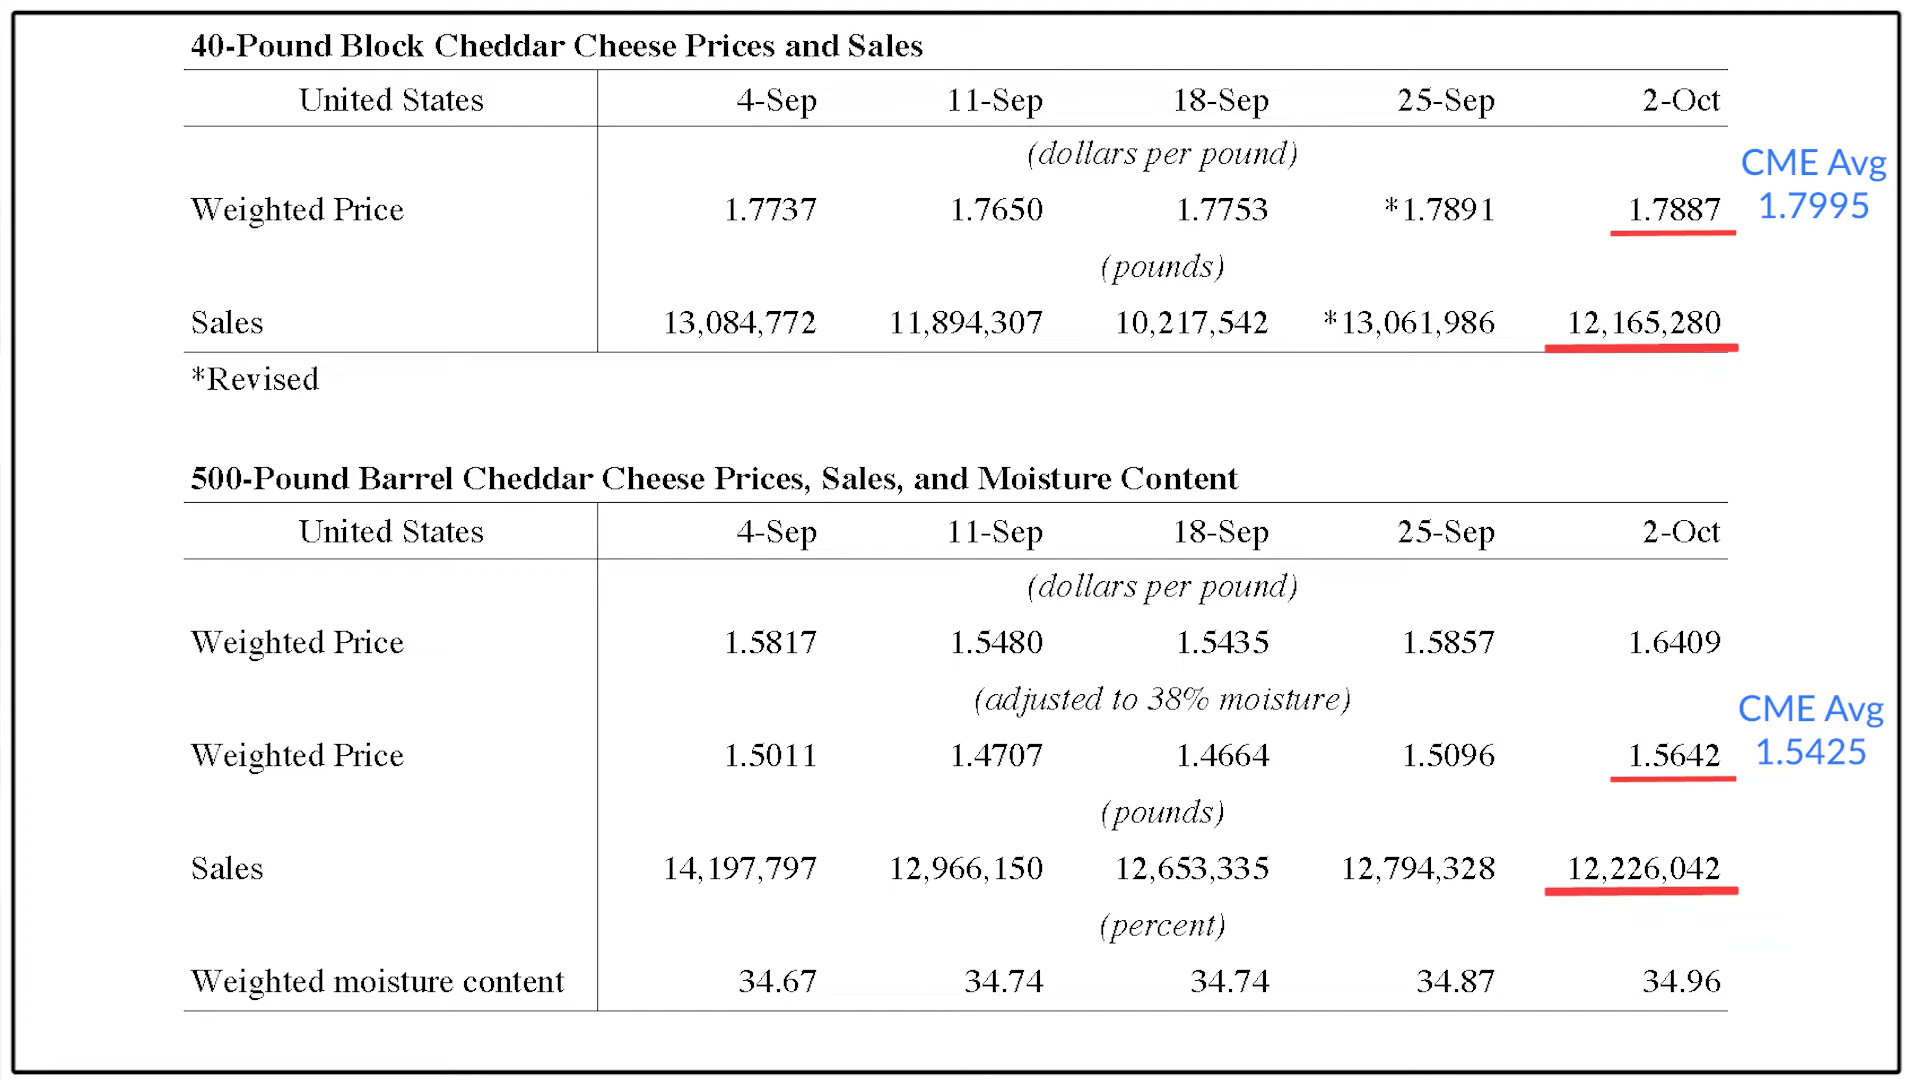 40-Pound Block Cheddar Cheese Prices and Sales
United States 4-Sep 11-Sep 18-Sep 25-Sep 2-Oct
(dollars per pound)
CME Avg
Weighted Price 1.7737 1.7650 1.7753 *1.7891 1.7887 1.7995
(pounds)
Sales 13,084,772 11,894,307 10,217,542 *13,061,986 12,165,280
*Revised
500-Pound Barrel Cheddar Cheese Prices, Sales, and Moisture Content
United States 4-Sep 11-Sep 18-Sep 25-Sep 2-Oct
(dollars per pound)
Weighted Price 1.5817 1.5480 1.5435 1.5857 1.6409
(adjusted to 38% moisture)
CME Avg
Weighted Price 1.5011 1.4707 1.4664 1.5096 1.5642 1.5425
(pounds)
Sales 14,197,797 12,966,150 12,653,335 12,794,328 12,226,042
(percent)
Weighted moisture content 34.67 34.74 34.74 34.87 34.96